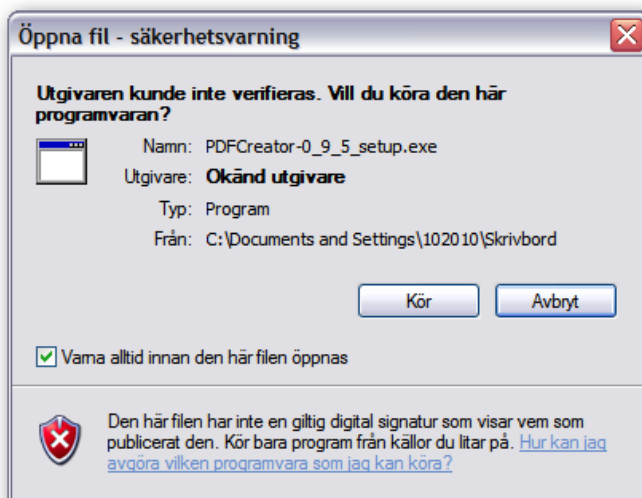 Öppna fil - säkerhetsvarning
Utgivaren kunde inte verifieras. Vill du köra den här
programvaran?
Namn: PDFCreator-0_9_5_setup.exe
Utgivare: Okänd utgivare
Typ: Program
Från: C:\Documents and Settings\102010\Skrivbord
Kör Avbryt
Varna alltid innan den här filen öppnas
Den här filen har inte en giltig digital signatur som visar vem som
publicerat den. Kör bara program från källor du litar på. Hur kan jag
avgöra vilken programvara som jag kan köra?